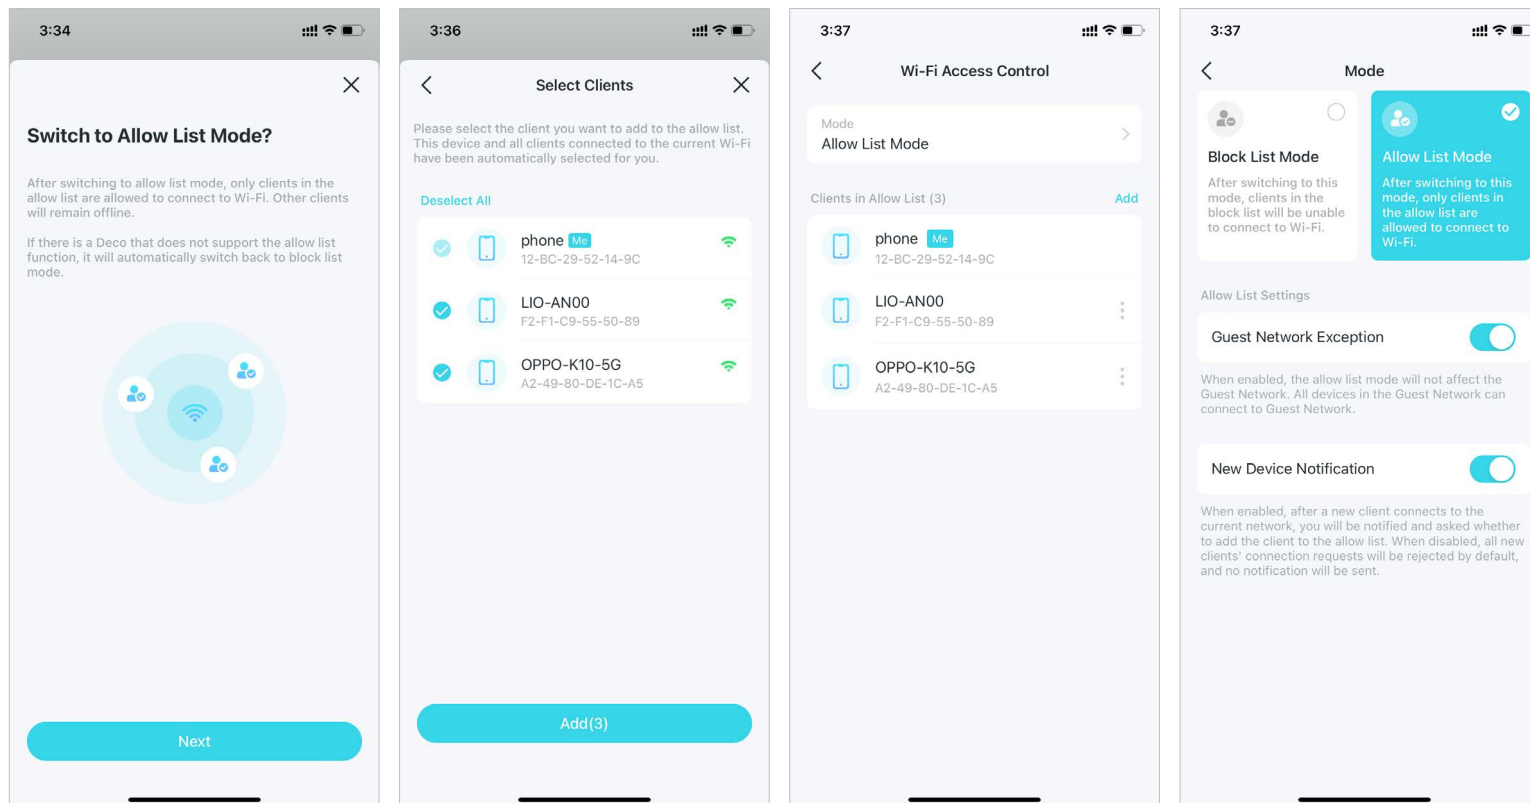 3:34
Switch to Allow List Mode?
After switching to allow list mode, only clients in the
allow list are allowed to connect to Wi-Fi. Other clients
will remain offline.
If there is a Deco that does not support the allow list
function, it will automatically switch back to block list
mode.
Next
3:36
Select Clients
Please select the client you want to add to the allow list.
This device and all clients connected to the current Wi-Fi
have been automatically selected for you.
Deselect All
phone Me
12-BC-29-52-14-9C
LIO-AN00
F2-F1-C9-55-50-89
OPPO-K10-5G
A2-49-80-DE-1C-A5
Add(3)
3:37
Wi-Fi Access Control
Mode
Allow List Mode
Clients in Allow List (3) Add
phone Me
12-BC-29-52-14-9C
LIO-AN00
F2-F1-C9-55-50-89
OPPO-K10-5G
A2-49-80-DE-1C-A5
3:37
Mode
Block List Mode
After switching to this
mode, clients in the
block list will be unable
to connect to Wi-Fi.
Allow List Mode
After switching to this
mode, only clients in
the allow list are
allowed to connect to
Wi-Fi.
Allow List Settings
Guest Network Exception
When enabled, the allow list mode will not affect the
Guest Network. All devices in the Guest Network can
connect to Guest Network.
New Device Notification
When enabled, after a new client connects to the
current network, you will be notified and asked whether
to add the client to the allow list. When disabled, all new
clients' connection requests will be rejected by default,
and no notification will be sent.